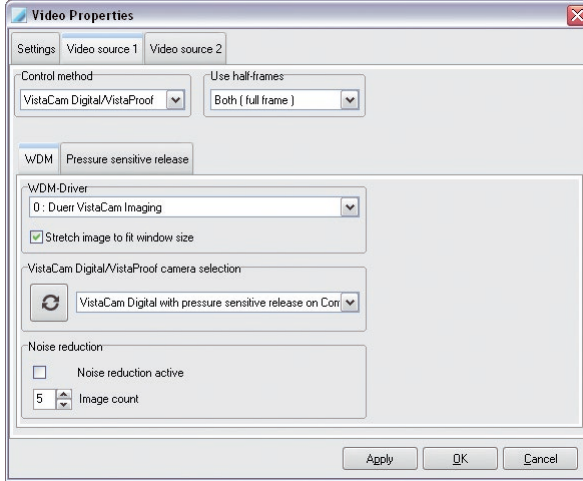 Video Properties
Settings Video source 1 Video source 2
Control method Use half-frames
VistaCam Digital/VistaProof Both ( full frame )
WDM Pressure sensitive release
WDM-Driver
0 : Duerr VistaCam Imaging
Stretch image to fit window size
VistaCam Digital/VistaProof camera selection
VistaCam Digital with pressure sensitive release on
Noise reduction
Noise reduction active
5 Image count
Apply OK Cancel